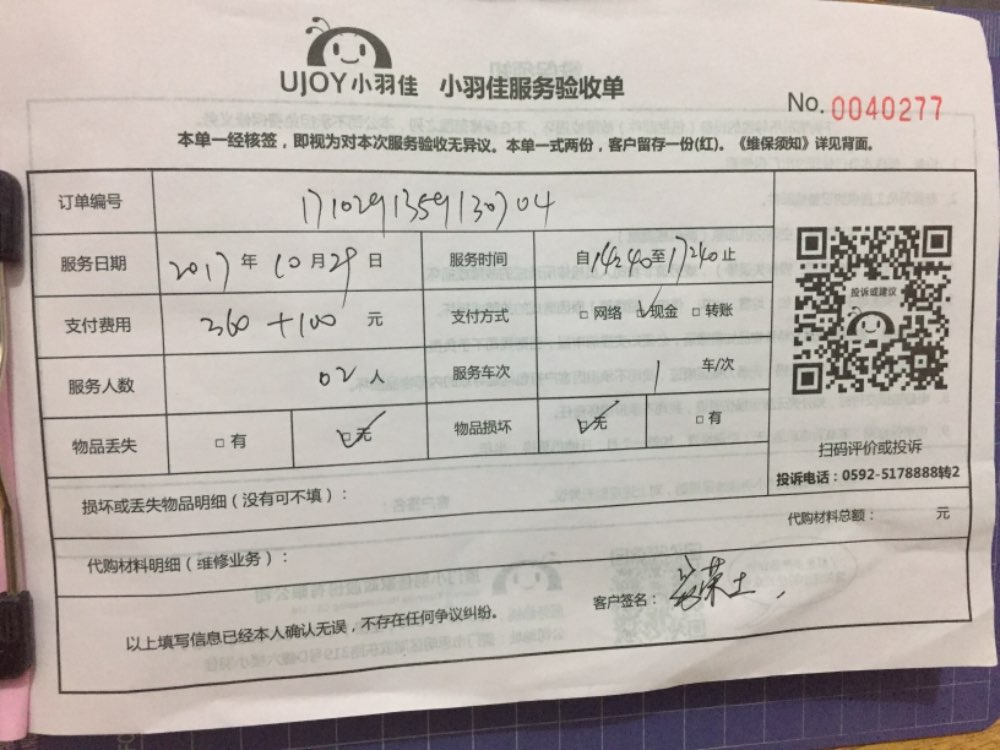 UJOY小羽佳 小羽佳服务验收单
No. 0040277
本单一经核签，即视为对本次服务验收无异议。本单一式两份，客户留存一份(红)。《维保须知》详见背面。
订单编号 17102913591130704
服务日期 2017年10月29日 服务时间 自14:40至17:40止
支付费用 360+100 元 支付方式 □ 网络 ☑现金 □ 转账
服务人数 02 人 服务车次 1 车/次
物品丢失 □ 有 ☑无 物品损坏 ☑无 □ 有
投诉或建议
扫码评价或投诉
投诉电话：0592-5178888转2
损坏或丢失物品明细（没有可不填）：
代购材料总额： 元
代购材料明细（维修业务）：
客户签名：
以上填写信息已经本人确认无误，不存在任何争议纠纷。